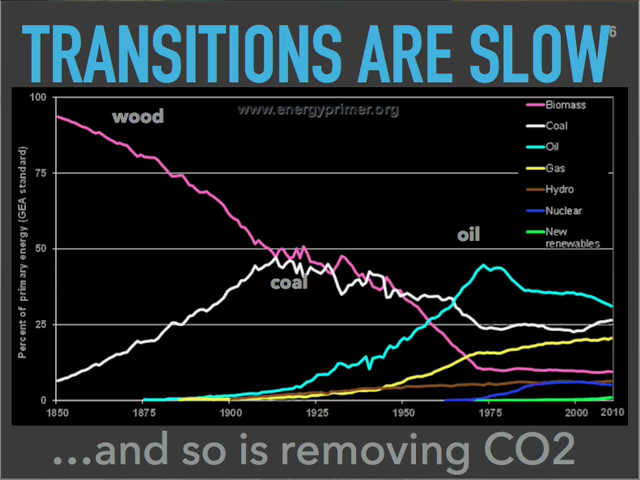 TRANSITIONS ARE SLOW
6
www.energyprimer.org
Percent of primary energy (GEA standard)
100
75
50
25
0
1850
1875
1900
1925
1950
1975
2000
2010
wood
coal
oil
Biomass
Coal
Oil
Gas
Hydro
Nuclear
New
renewables
...and so is removing CO2